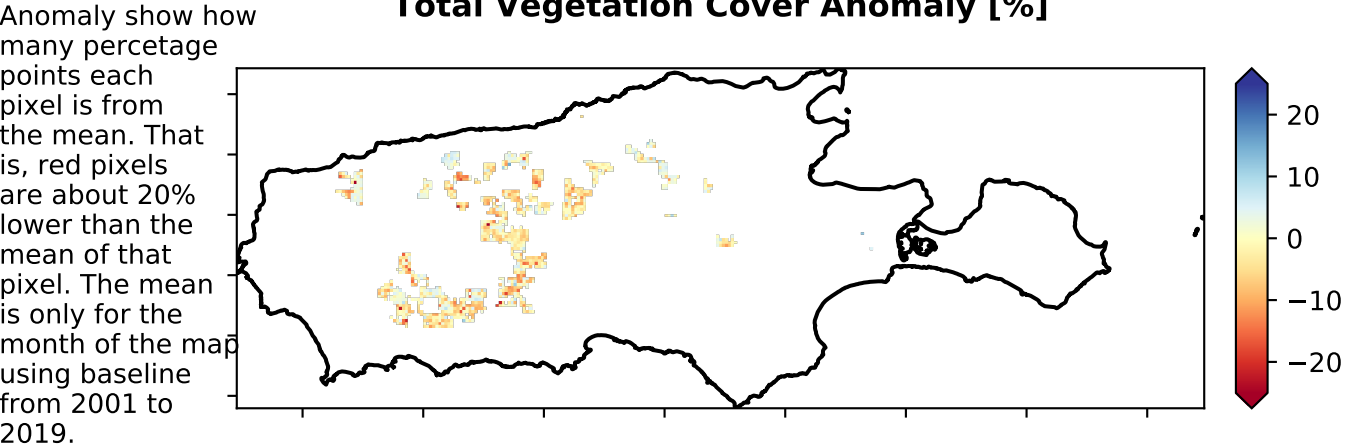 Total Vegetation Cover Anomaly [%]
Anomaly show how
many percetage
points each
pixel is from
the mean. That
is, red pixels
are about 20%
lower than the
mean of that
pixel. The mean
is only for the
month of the map
using baseline
from 2001 to
2019.
20
10
0
−10
−20